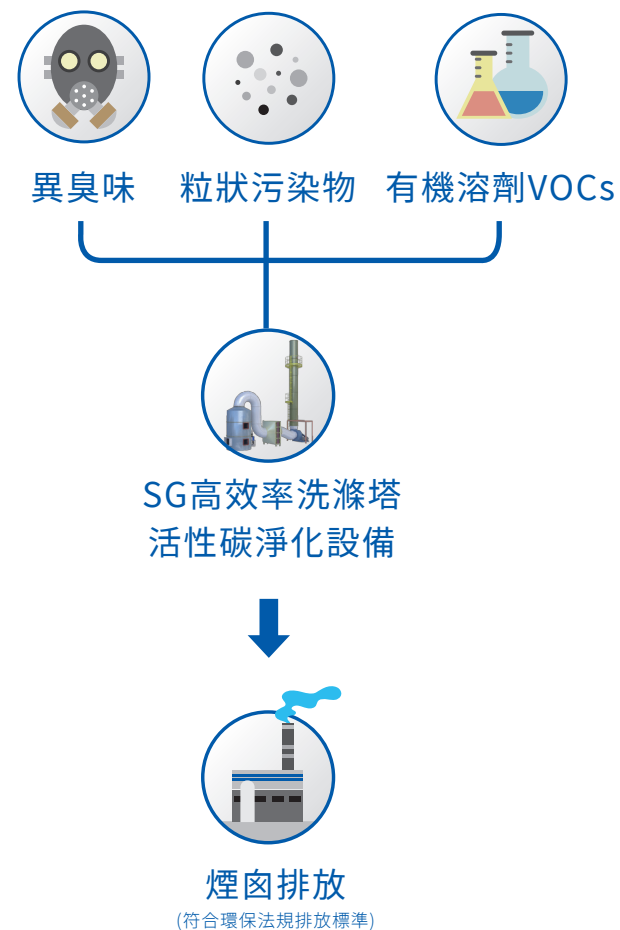 異臭味
粒狀污染物
有機溶劑VOCs
SG高效率洗滌塔
活性碳淨化設備
煙囪排放
(符合環保法規排放標準)